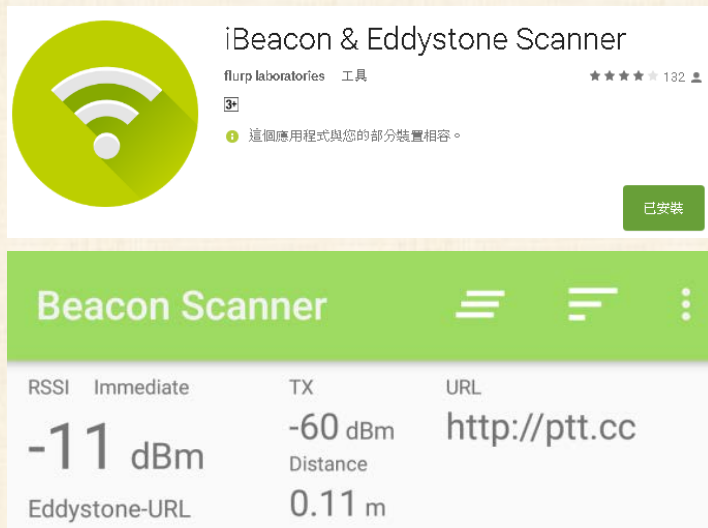 iBeacon & Eddystone Scanner
flurp laboratories 工具 132
3+
這個應用程式與您的部分裝置相容。
已安裝
Beacon Scanner
RSSI Immediate TX URL
-11 dBm -60 dBm http://ptt.cc
Distance
Eddystone-URL 0.11 m